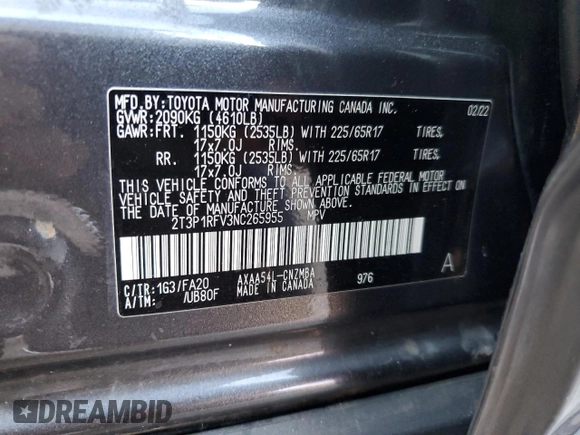 MFD.BY:TOYOTA MOTOR MANUFACTURING CANADA INC. 02/22
GVWR:2090KG (4610LB)
GAWR:FRT. 1150KG (2535LB) WITH 225/65R17 TIRES,
17x7.0J RIMS.
RR. 1150KG (2535LB) WITH 225/65R17 TIRES,
17x7.0J RIMS.
THIS VEHICLE CONFORMS TO ALL APPLICABLE FEDERAL MOTOR
VEHICLE SAFETY AND THEFT PREVENTION STANDARDS IN EFFECT ON
THE DATE OF MANUFACTURE SHOWN ABOVE.
2T3P1RFV3NC265955 MPV
C/TR:1G3/FA20 AXAA54L-CNZMBA 976 A
A/TM: /UB80F MADE IN CANADA
DREAMBID